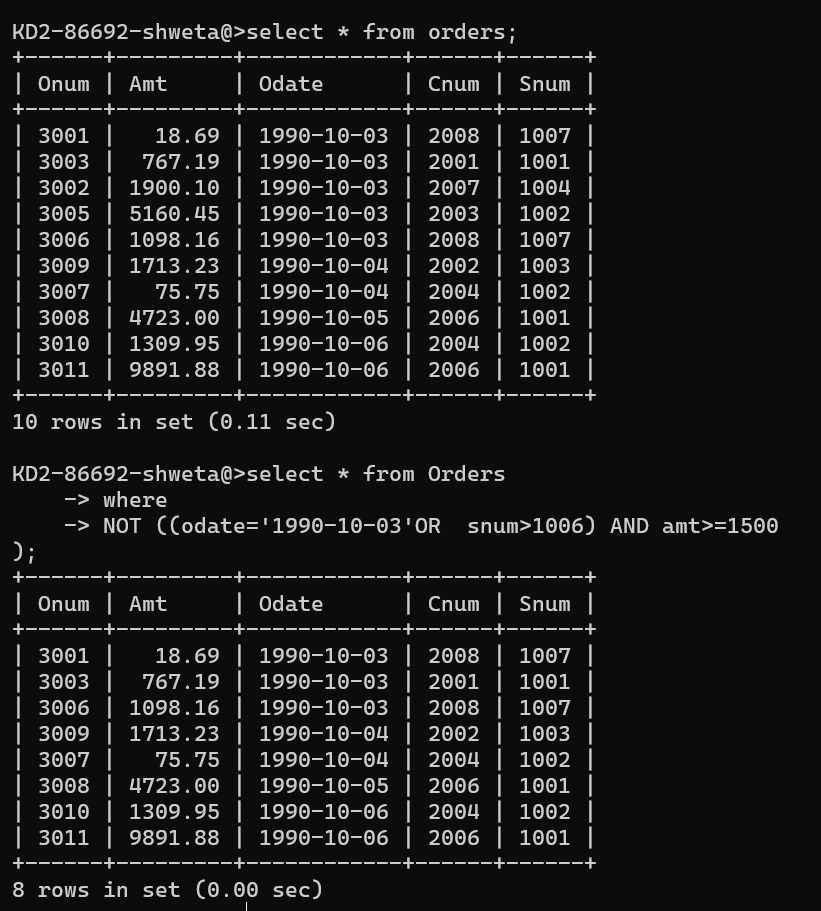 KD2-86692-shweta@>select * from orders;
+------+---------+------------+------+------+
| Onum | Amt     | Odate      | Cnum | Snum |
+------+---------+------------+------+------+
| 3001 |   18.69 | 1990-10-03 | 2008 | 1007 |
| 3003 |  767.19 | 1990-10-03 | 2001 | 1001 |
| 3002 | 1900.10 | 1990-10-03 | 2007 | 1004 |
| 3005 | 5160.45 | 1990-10-03 | 2003 | 1002 |
| 3006 | 1098.16 | 1990-10-03 | 2008 | 1007 |
| 3009 | 1713.23 | 1990-10-04 | 2002 | 1003 |
| 3007 |   75.75 | 1990-10-04 | 2004 | 1002 |
| 3008 | 4723.00 | 1990-10-05 | 2006 | 1001 |
| 3010 | 1309.95 | 1990-10-06 | 2004 | 1002 |
| 3011 | 9891.88 | 1990-10-06 | 2006 | 1001 |
+------+---------+------------+------+------+
10 rows in set (0.11 sec)

KD2-86692-shweta@>select * from Orders
    -> where
    -> NOT ((odate='1990-10-03'OR  snum>1006) AND amt>=1500
);
+------+---------+------------+------+------+
| Onum | Amt     | Odate      | Cnum | Snum |
+------+---------+------------+------+------+
| 3001 |   18.69 | 1990-10-03 | 2008 | 1007 |
| 3003 |  767.19 | 1990-10-03 | 2001 | 1001 |
| 3006 | 1098.16 | 1990-10-03 | 2008 | 1007 |
| 3009 | 1713.23 | 1990-10-04 | 2002 | 1003 |
| 3007 |   75.75 | 1990-10-04 | 2004 | 1002 |
| 3008 | 4723.00 | 1990-10-05 | 2006 | 1001 |
| 3010 | 1309.95 | 1990-10-06 | 2004 | 1002 |
| 3011 | 9891.88 | 1990-10-06 | 2006 | 1001 |
+------+---------+------------+------+------+
8 rows in set (0.00 sec)